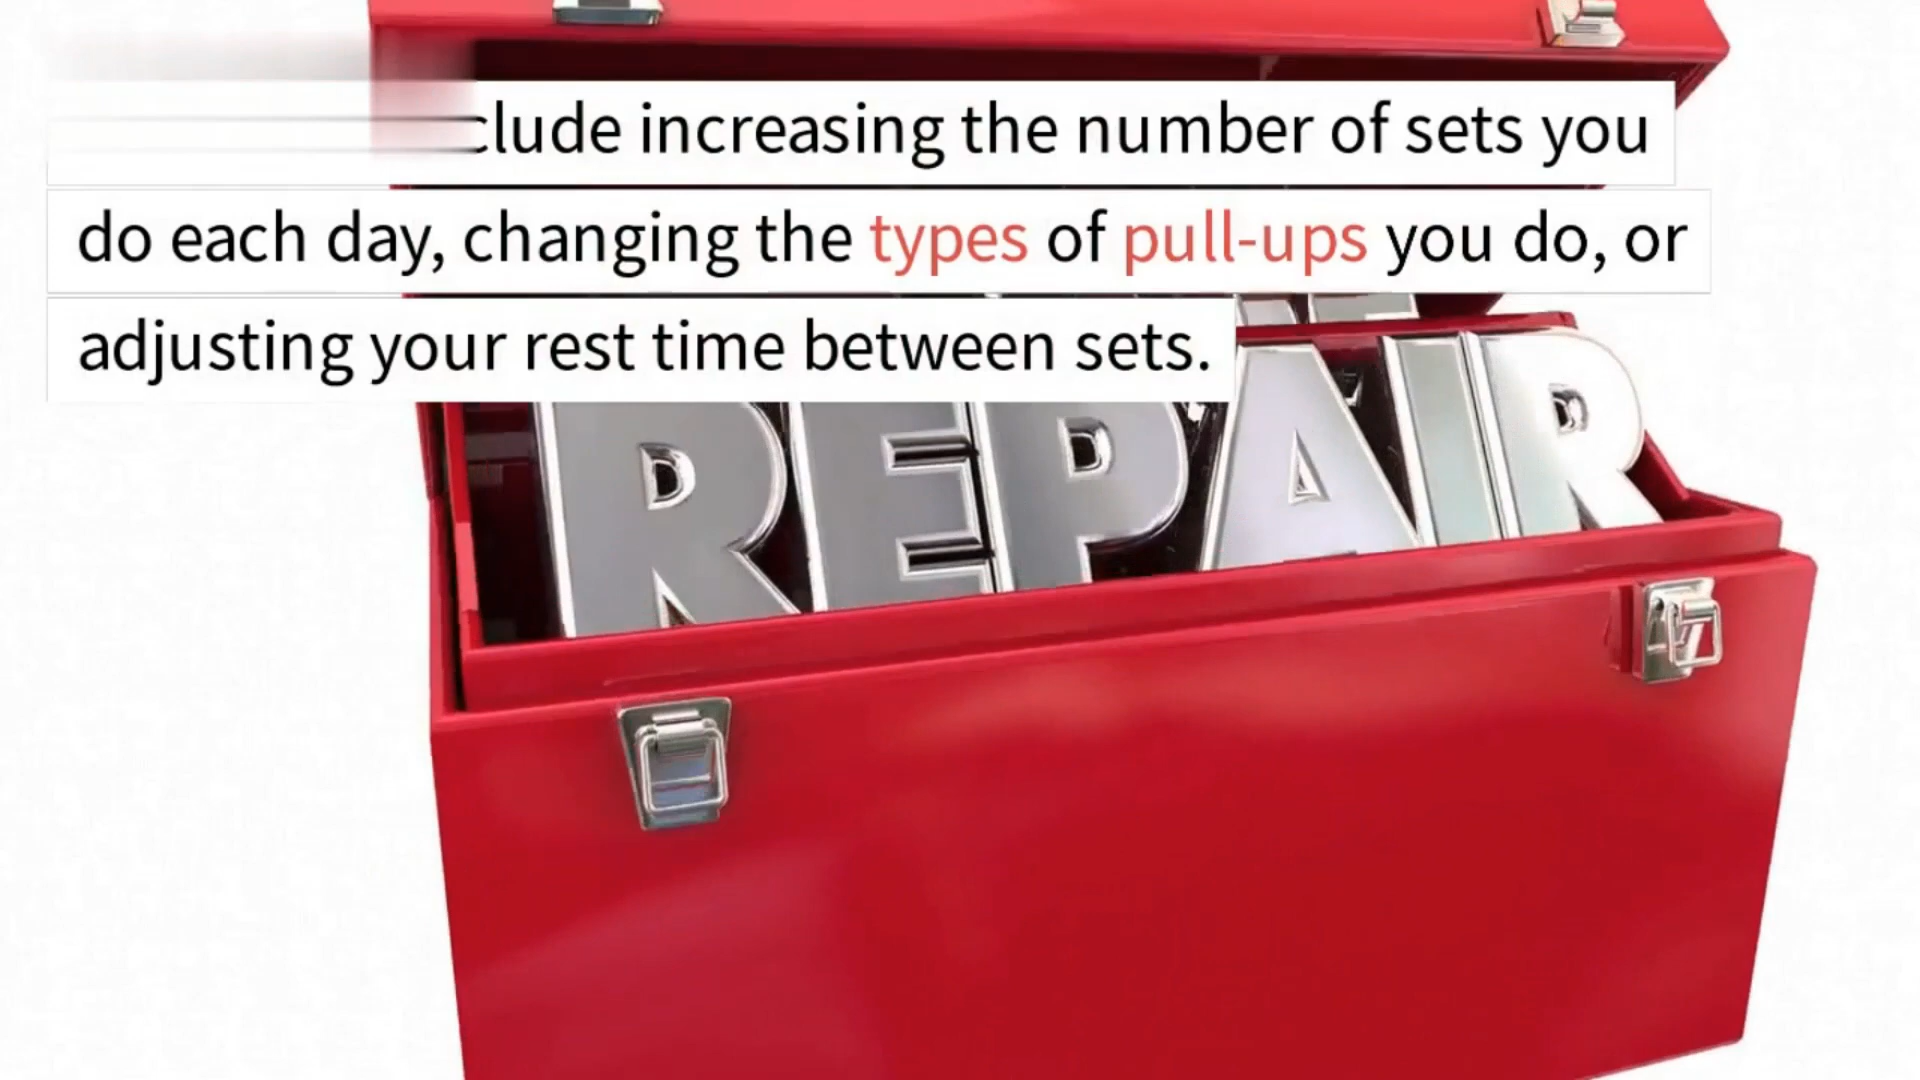 increasing the number of sets you
do each day, changing the types of pull-ups you do, or
adjusting your rest time between sets.
REPAIR